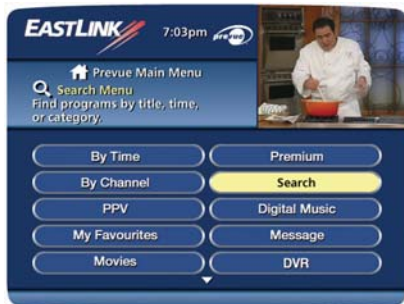 EASTLINK 7:03pm prevue
Prevue Main Menu
Search Menu
Find programs by title, time,
or category.
By Time Premium
By Channel Search
PPV Digital Music
My Favourites Message
Movies DVR